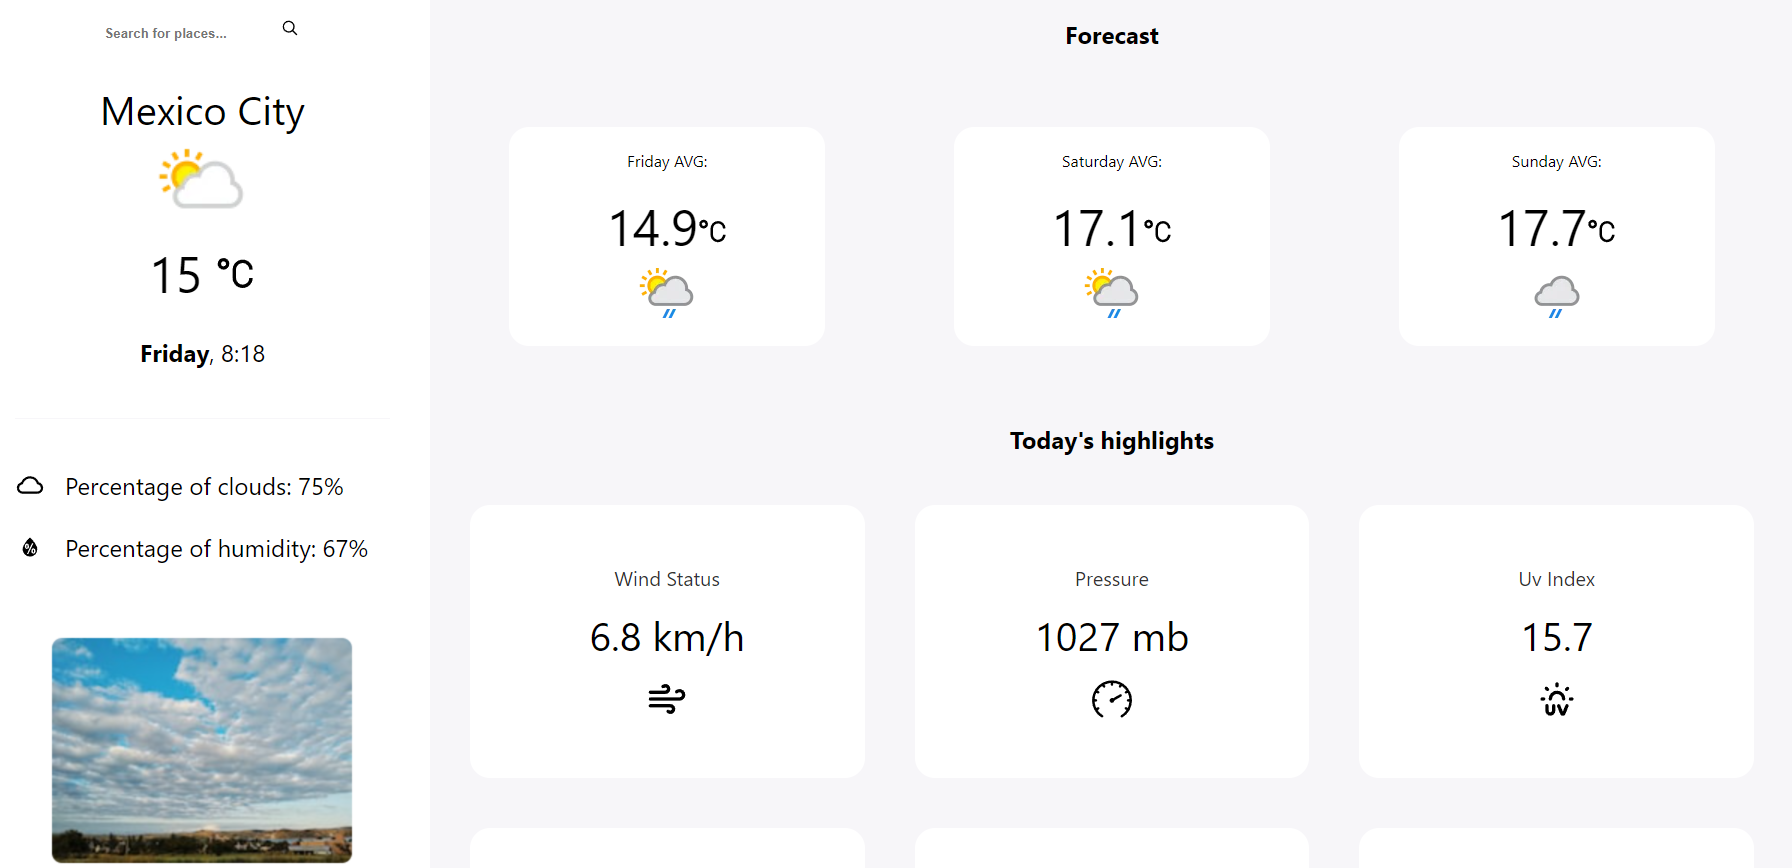 Search for places...
Mexico City
15 °C
Friday, 8:18
Percentage of clouds: 75%
Percentage of humidity: 67%
Forecast
Friday AVG:
14.9°C
Saturday AVG:
17.1°C
Sunday AVG:
17.7°C
Today's highlights
Wind Status
6.8 km/h
Pressure
1027 mb
Uv Index
15.7
UV